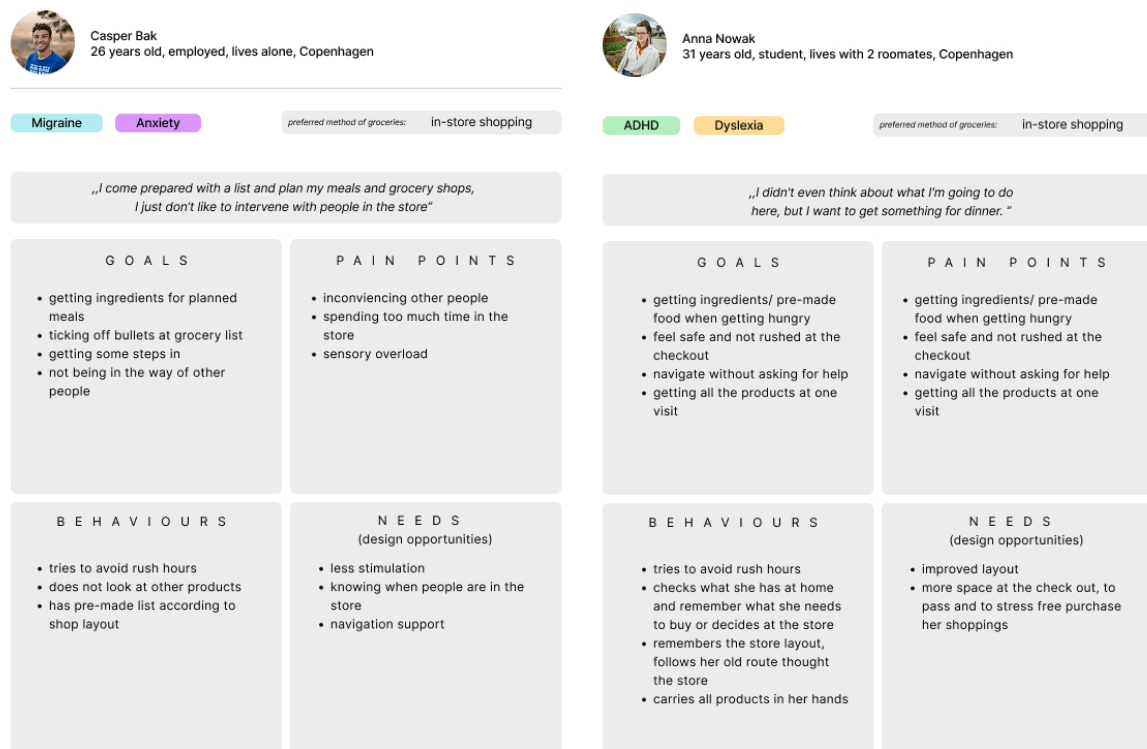 Casper Bak
26 years old, employed, lives alone, Copenhagen
Migraine
Anxiety
preferred method of groceries: in-store shopping
,,I come prepared with a list and plan my meals and grocery shops,
I just don't like to intervene with people in the store"
GOALS
• getting ingredients for planned
meals
• ticking off bullets at grocery list
• getting some steps in
• not being in the way of other
people
PAIN POINTS
• inconviencing other people
• spending too much time in the
store
• sensory overload
BEHAVIOURS
• tries to avoid rush hours
• does not look at other products
• has pre-made list according to
shop layout
NEEDS
(design opportunities)
• less stimulation
• knowing when people are in the
store
• navigation support
Anna Nowak
31 years old, student, lives with 2 roomates, Copenhagen
ADHD
Dyslexia
preferred method of groceries: in-store shopping
,,I didn't even think about what I'm going to do
here, but I want to get something for dinner. "
GOALS
• getting ingredients/ pre-made
food when getting hungry
• feel safe and not rushed at the
checkout
• navigate without asking for help
• getting all the products at one
visit
PAIN POINTS
• getting ingredients/ pre-made
food when getting hungry
• feel safe and not rushed at the
checkout
• navigate without asking for help
• getting all the products at one
visit
BEHAVIOURS
• tries to avoid rush hours
• checks what she has at home
and remember what she needs
to buy or decides at the store
• remembers the store layout,
follows her old route thought
the store
• carries all products in her hands
NEEDS
(design opportunities)
• improved layout
• more space at the check out, to
pass and to stress free purchase
her shoppings